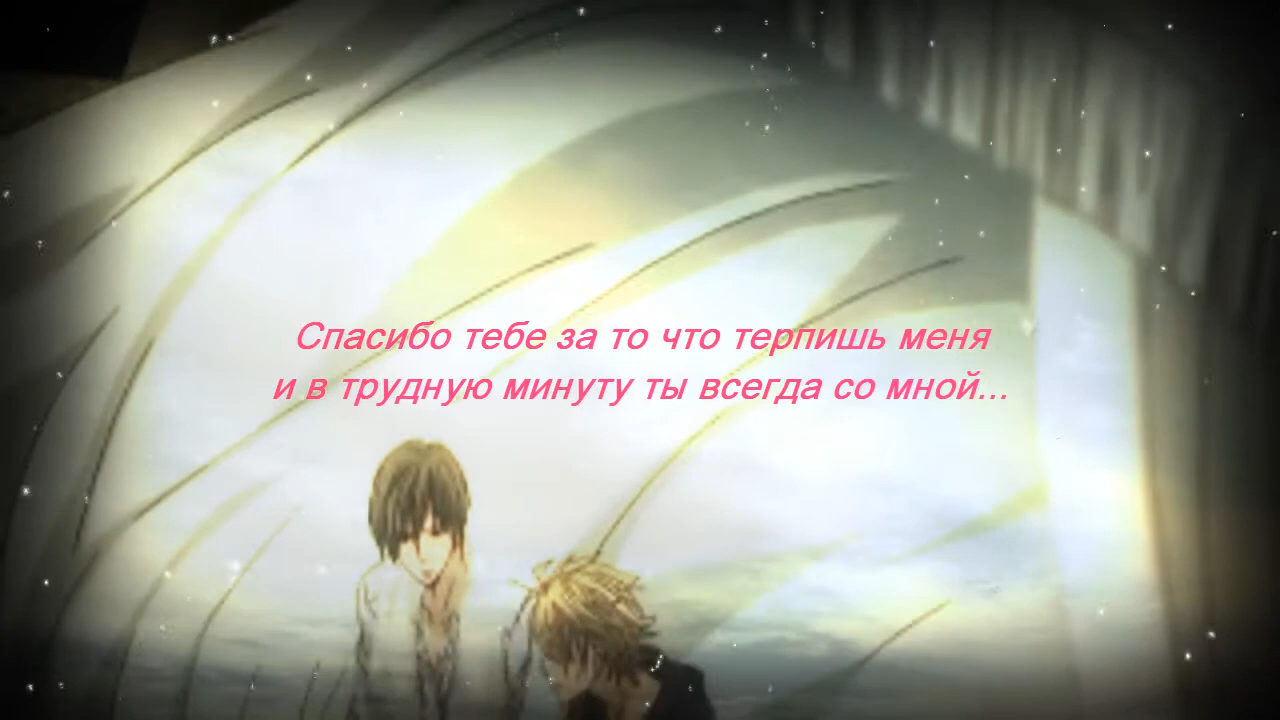 Спасибо тебе за то что терпишь меня
и в трудную минуту ты всегда со мной...